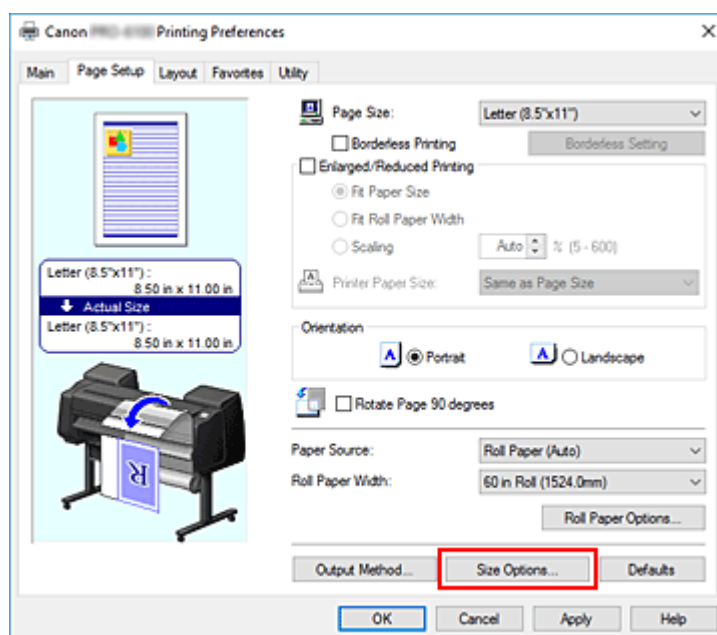 Canon Printing Preferences
Main Page Setup Layout Favorites Utility
Page Size: Letter (8.5"x11")
Borderless Printing Borderless Setting
Enlarged/Reduced Printing
Fit Paper Size
Fit Roll Paper Width
Scaling Auto % (5 - 600)
Printer Paper Size: Same as Page Size
Letter (8.5"x11") :
8.50 in x 11.00 in
Actual Size
Letter (8.5"x11") :
8.50 in x 11.00 in
Orientation
A Portrait A Landscape
Rotate Page 90 degrees
Paper Source: Roll Paper (Auto)
Roll Paper Width: 60 in Roll (1524.0mm)
Roll Paper Options...
R
Output Method... Size Options... Defaults
OK Cancel Apply Help